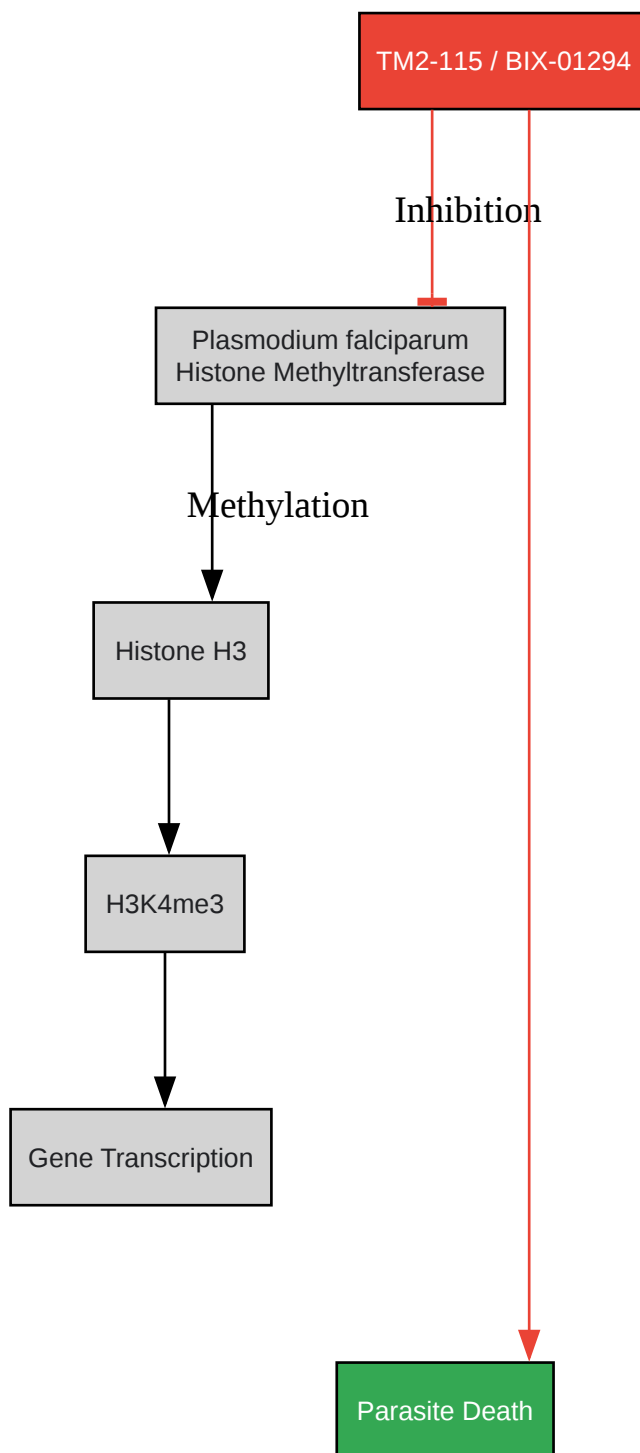 TM2-115 / BIX-01294
Inhibition
Plasmodium falciparum
Histone Methyltransferase
Methylation
Histone H3
H3K4me3
Gene Transcription
Parasite Death